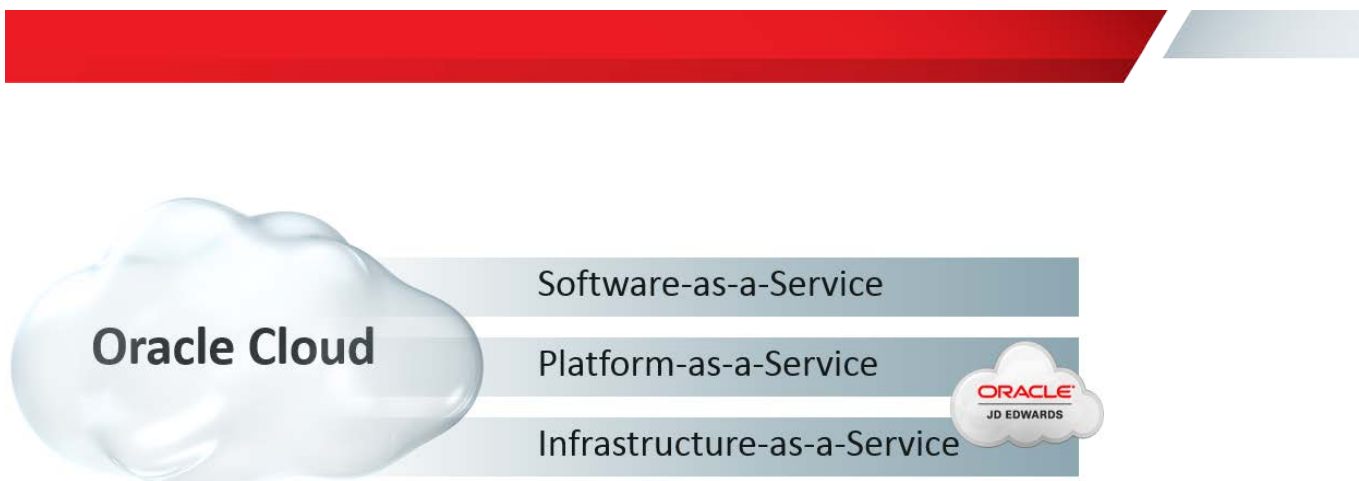 Software-as-a-Service
Oracle Cloud
Platform-as-a-Service
ORACLE
JD EDWARDS
Infrastructure-as-a-Service